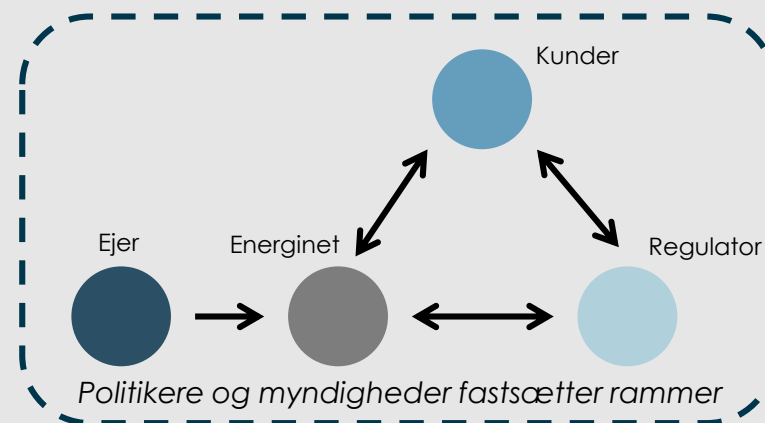 Kunder
Ejer
Energinet
Regulator
Politikere og myndigheder fastsætter rammer